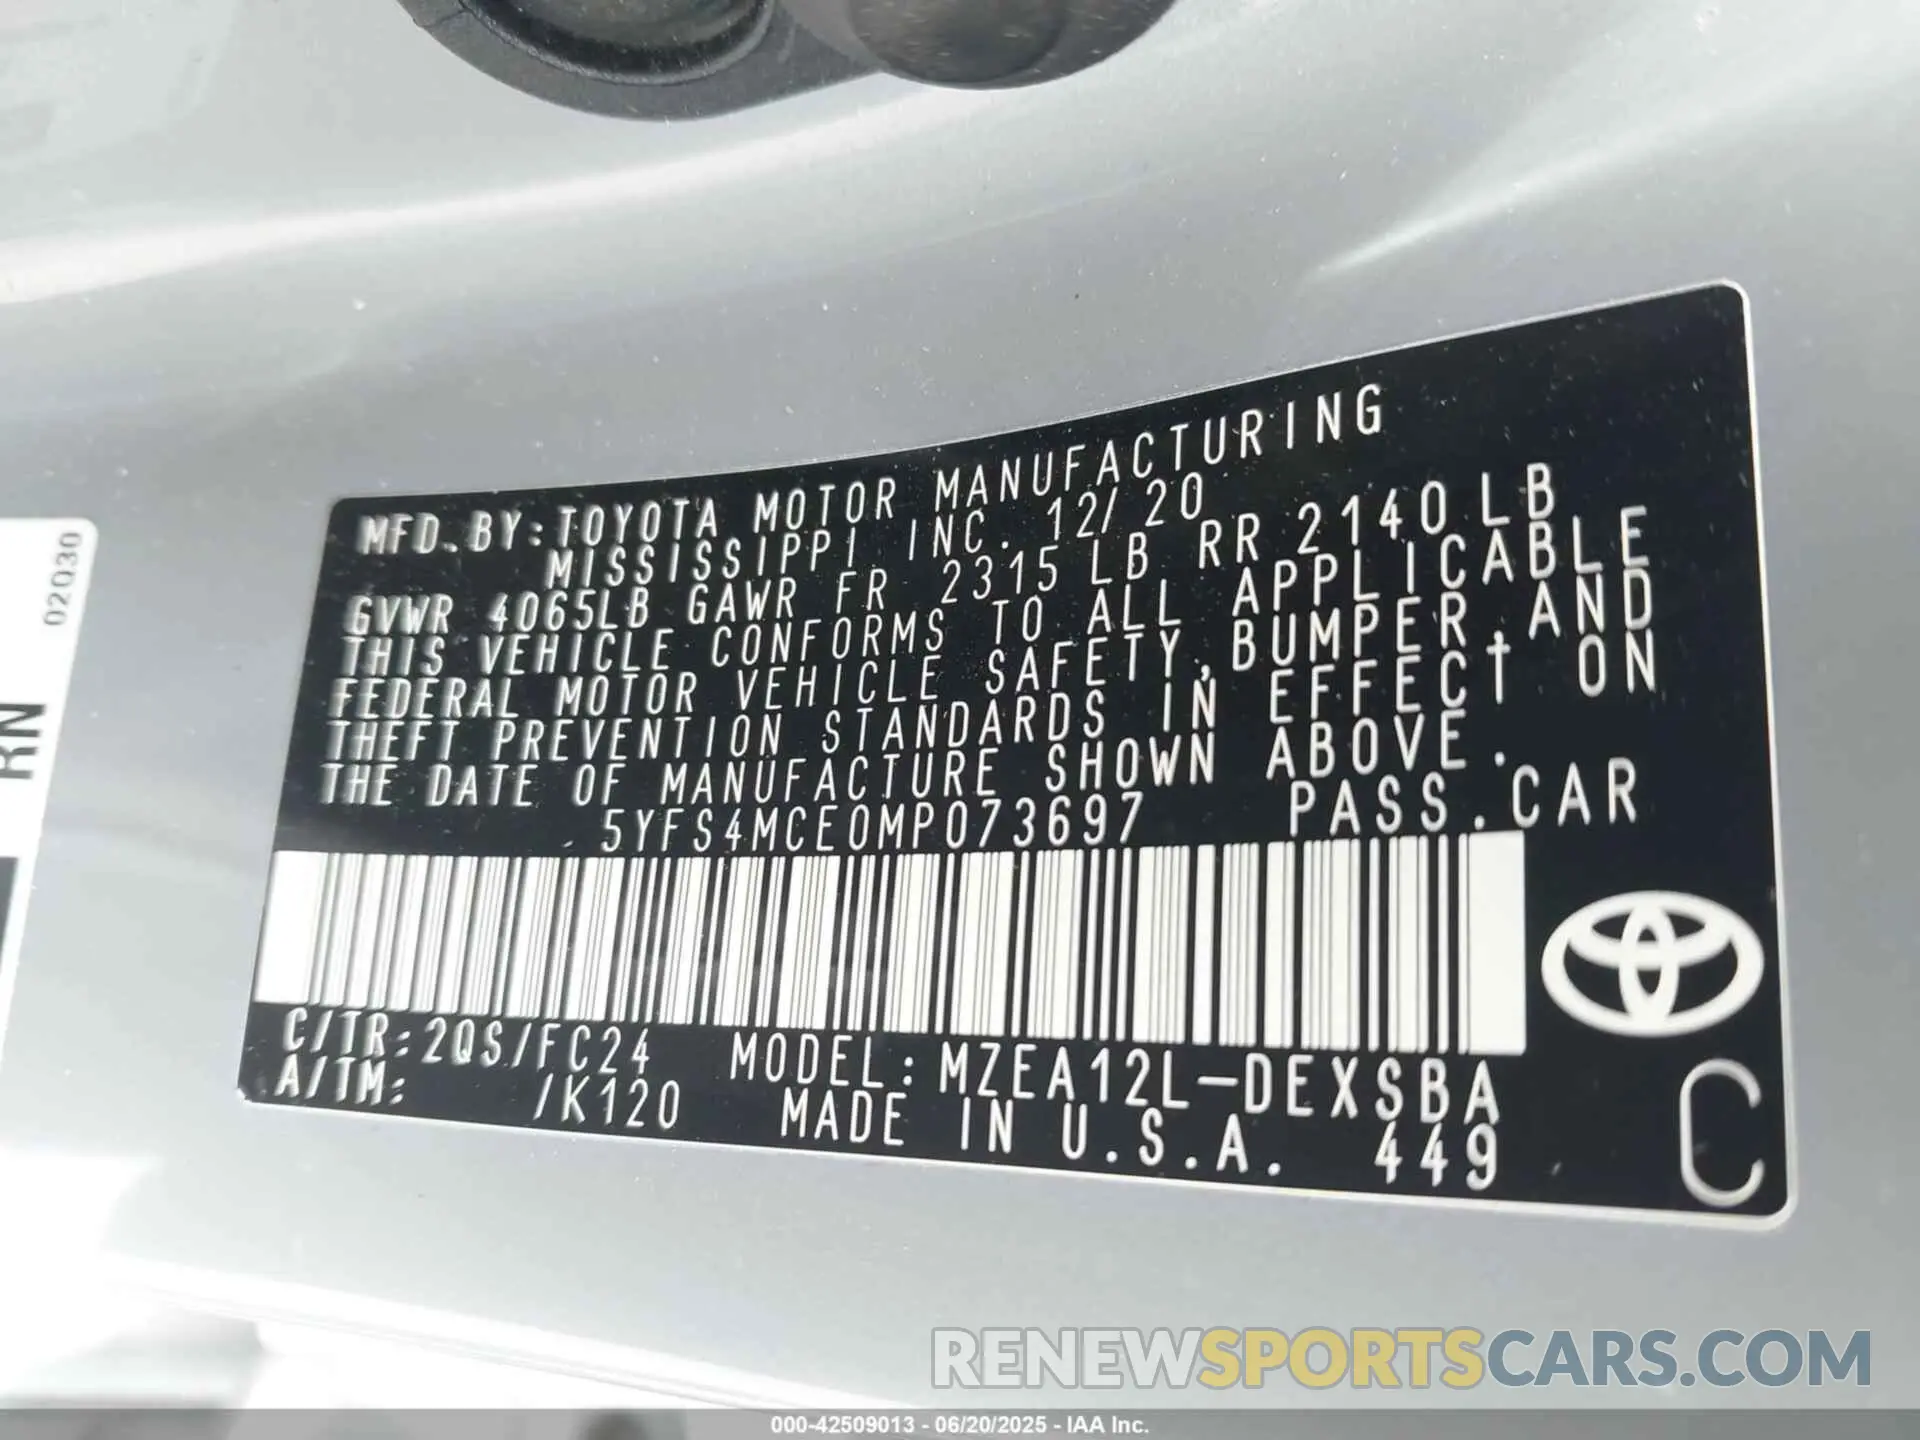 MFD. BY: TOYOTA MOTOR MANUFACTURING
MISSISSIPPI INC. 12/20
GVWR 4065LB GAWR FR 2315 LB RR 2140 LB
THIS VEHICLE CONFORMS TO ALL APPLICABLE
FEDERAL MOTOR VEHICLE SAFETY, BUMPER, AND
THEFT PREVENTION STANDARDS IN EFFECT ON
THE DATE OF MANUFACTURE SHOWN ABOVE.
5YFS4MCE0MP073697 PASS. CAR
C/TR: 2QS/FC24 MODEL: MZEA12L-DEXSBA
A/TM: /K120 MADE IN U.S.A. 449
C
02Q30
RN
RENEWSPORTSCARS.COM
000-42509013 - 06/20/2025 - IAA Inc.